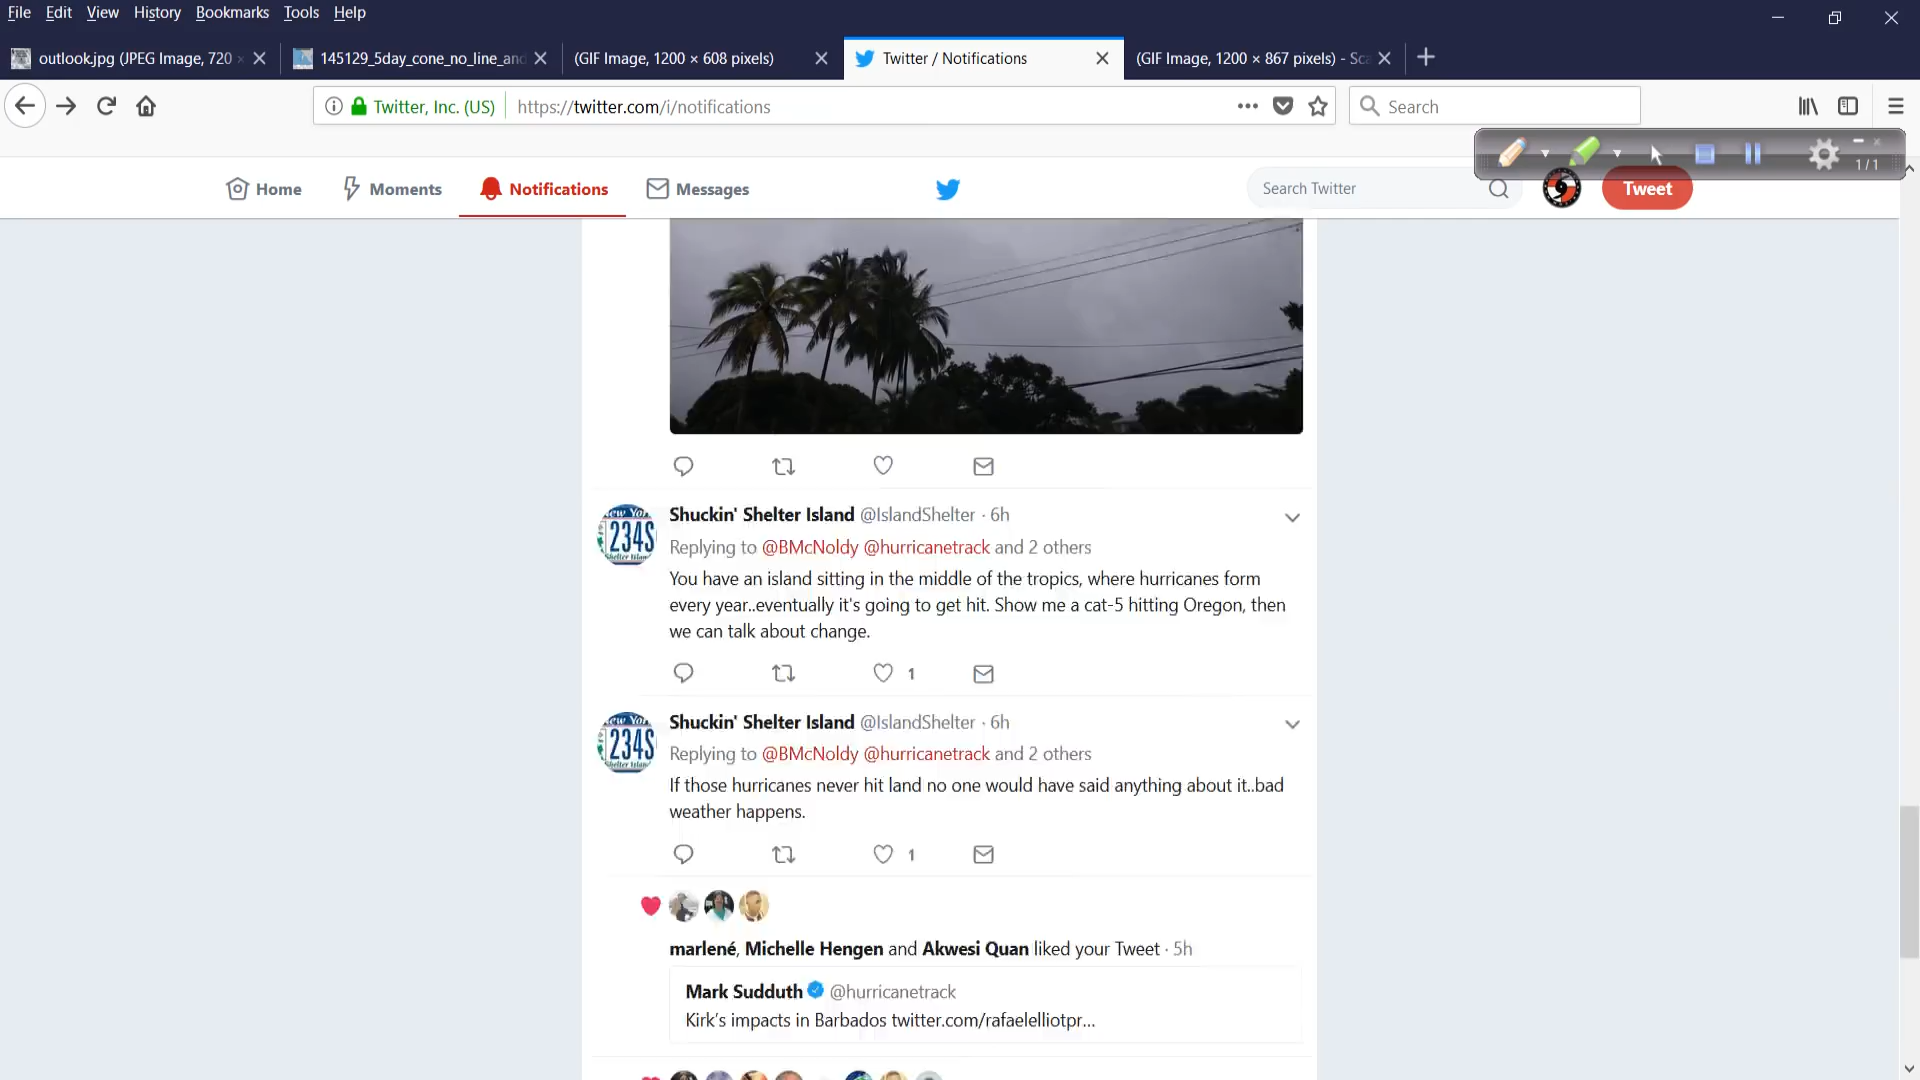 File Edit View History Bookmarks Tools Help
outlook.jpg (JPEG Image, 720 × 145129_5day_cone_no_line_and (GIF Image, 1200 × 608 pixels) Twitter / Notifications (GIF Image, 1200 × 867 pixels) - Sca
Twitter, Inc. (US) https://twitter.com/i/notifications Search
1/1
Home Moments Notifications Messages Search Twitter Tweet
Shuckin' Shelter Island @IslandShelter · 6h
Replying to @BMcNoldy @hurricanetrack and 2 others
You have an island sitting in the middle of the tropics, where hurricanes form
every year..eventually it's going to get hit. Show me a cat-5 hitting Oregon, then
we can talk about change.
1
Shuckin' Shelter Island @IslandShelter · 6h
Replying to @BMcNoldy @hurricanetrack and 2 others
If those hurricanes never hit land no one would have said anything about it..bad
weather happens.
1
marlené, Michelle Hengen and Akwesi Quan liked your Tweet · 5h
Mark Sudduth @hurricanetrack
Kirk's impacts in Barbados twitter.com/rafaelelliotpr...